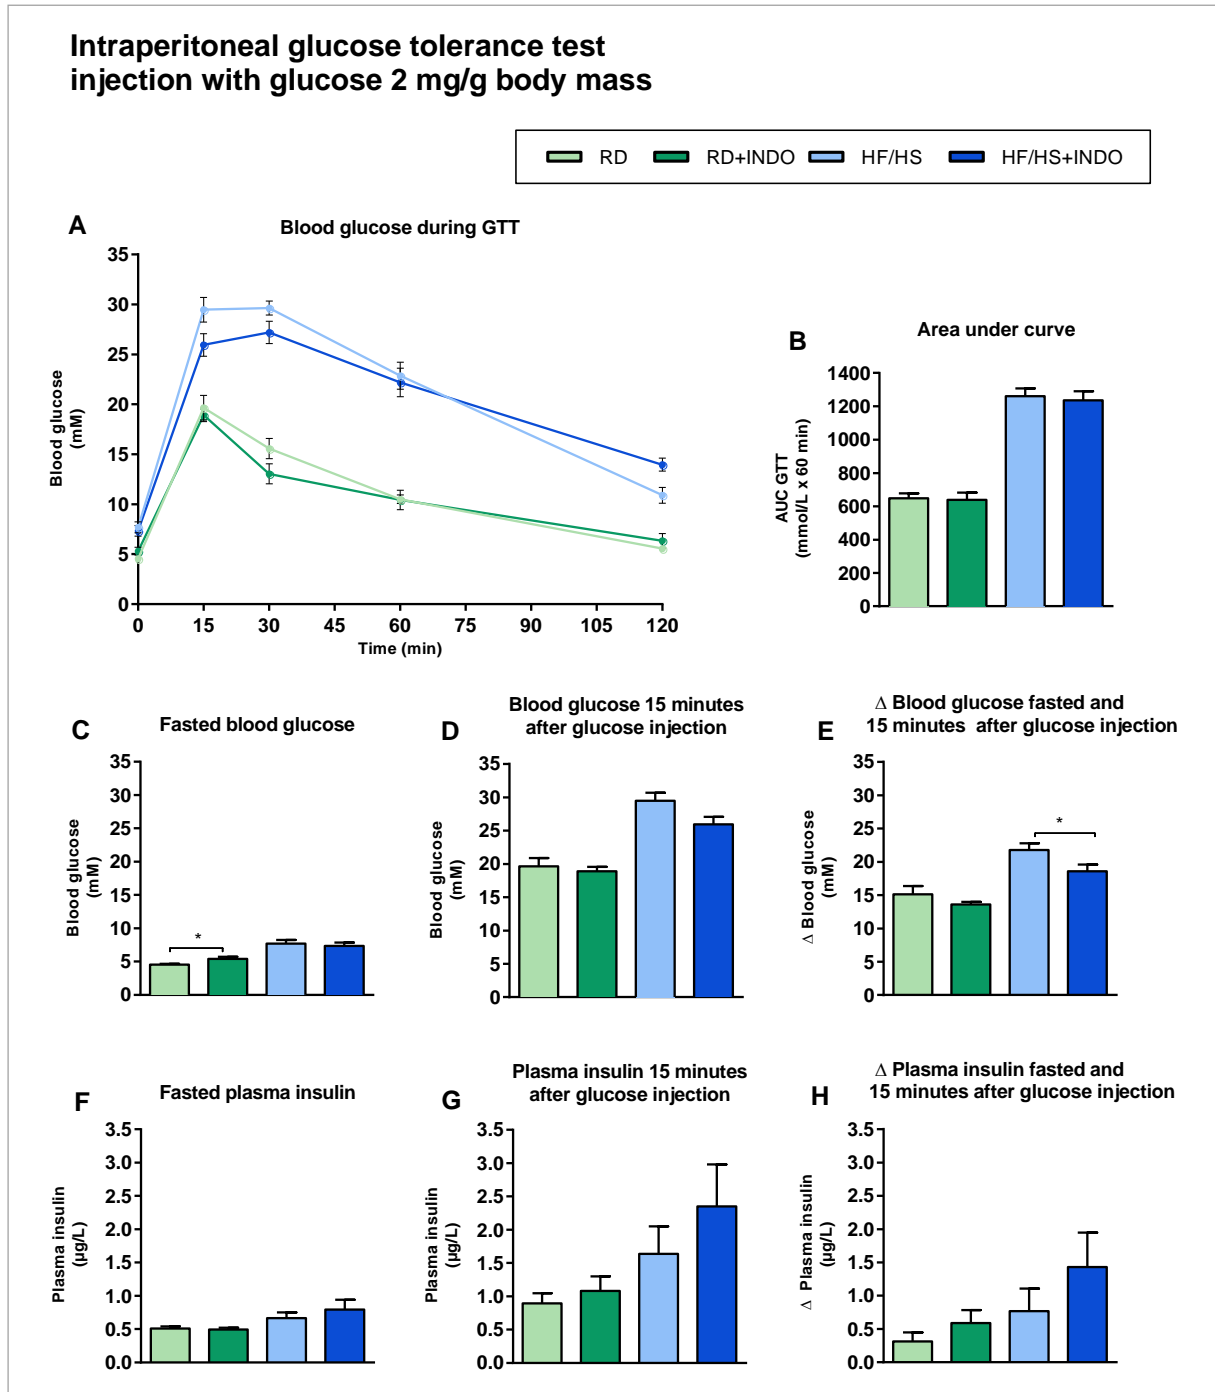 Intraperitoneal glucose tolerance test
injection with glucose 2 mg/g body mass
RD RD+INDO HF/HS HF/HS+INDO
A
Blood glucose during GTT
Blood glucose
(mM)
35
30
25
20
15
10
5
0
0 15 30 45 60 75 90 105 120
Time (min)
B
Area under curve
AUC GTT
(mmol/L x 60 min)
1400
1200
1000
800
600
400
200
0
C
Fasted blood glucose
Blood glucose
(mM)
35
30
25
20
15
10
5
0
*
D
Blood glucose 15 minutes
after glucose injection
Blood glucose
(mM)
35
30
25
20
15
10
5
0
E
Δ Blood glucose fasted and
15 minutes after glucose injection
Δ Blood glucose
(mM)
35
30
25
20
15
10
5
0
*
F
Fasted plasma insulin
Plasma insulin
(µg/L)
3.5
3.0
2.5
2.0
1.5
1.0
0.5
0.0
G
Plasma insulin 15 minutes
after glucose injection
Plasma insulin
(µg/L)
3.5
3.0
2.5
2.0
1.5
1.0
0.5
0.0
H
Δ Plasma insulin fasted and
15 minutes after glucose injection
Δ Plasma insulin
(µg/L)
3.5
3.0
2.5
2.0
1.5
1.0
0.5
0.0